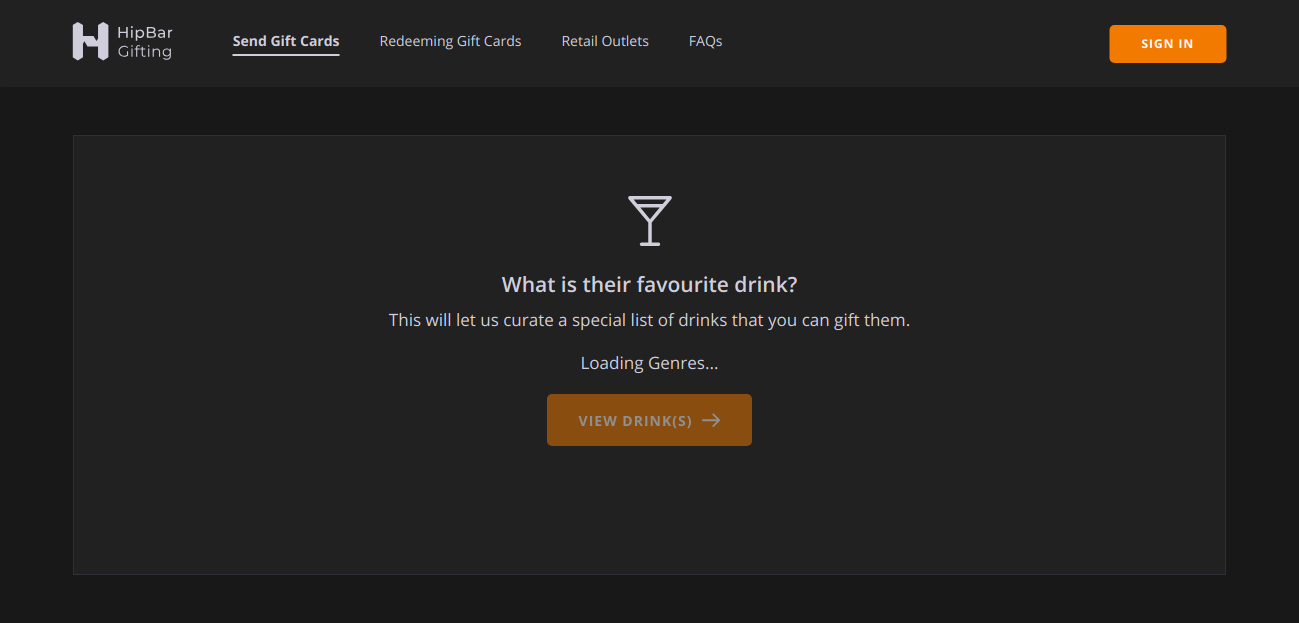 HipBar
Gifting
Send Gift Cards
Redeeming Gift Cards
Retail Outlets
FAQs
SIGN IN
What is their favourite drink?
This will let us curate a special list of drinks that you can gift them.
Loading Genres...
VIEW DRINK(S)